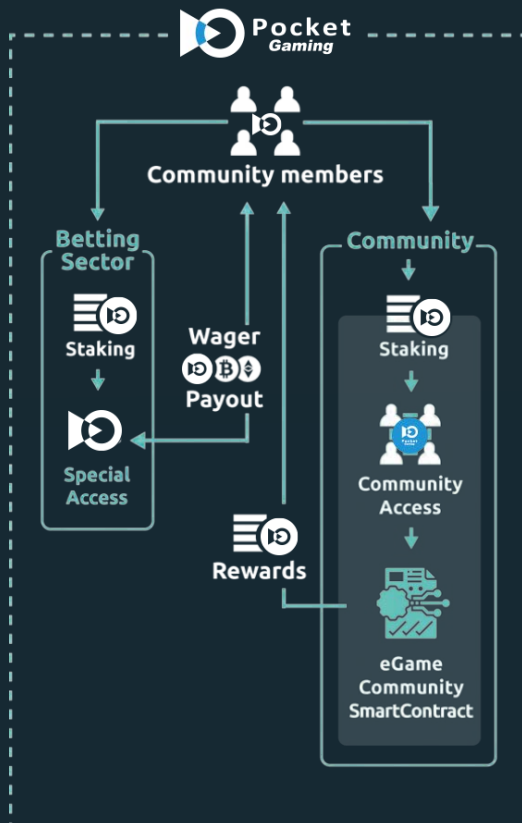 Pocket
Gaming
Community members
Betting
Sector
Staking
Special
Access
Wager
Payout
Rewards
Community
Staking
Community
Access
eGame
Community
SmartContract